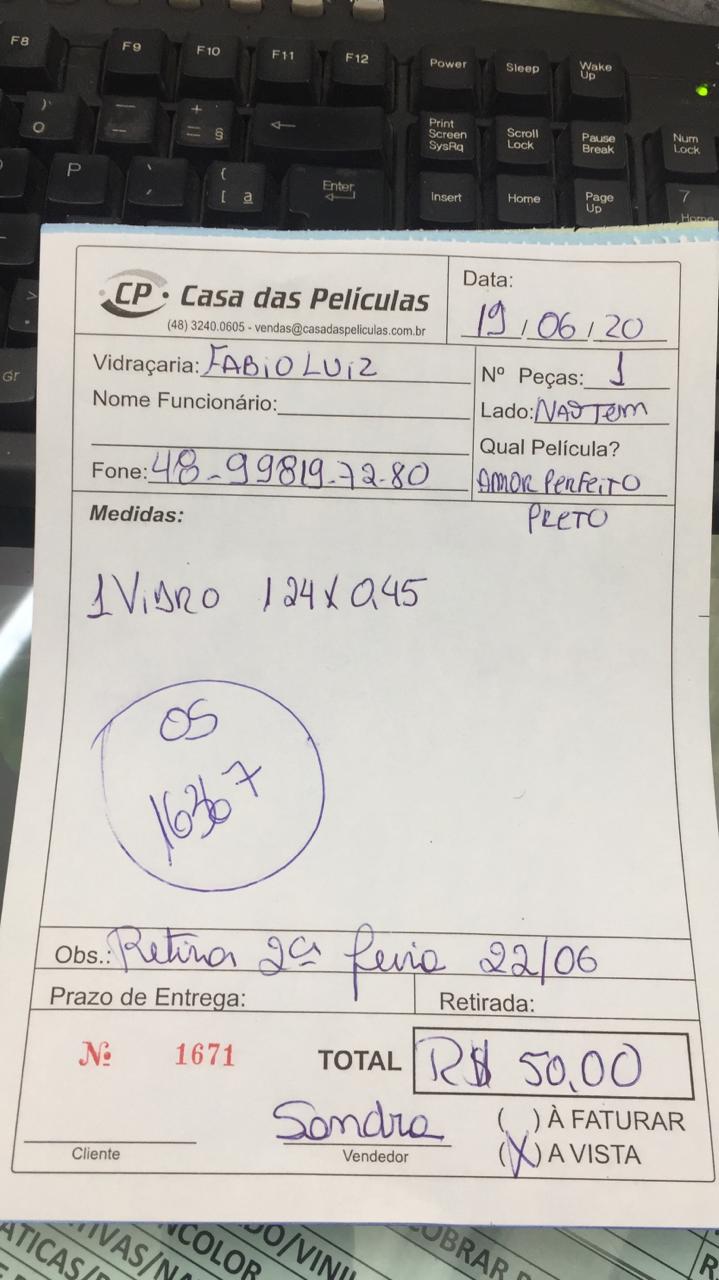 F8 F9 F10 F11 F12 Power Sleep Wake Up
Print Screen SysRq Scroll Lock Pause Break Num Lock
P Enter Insert Home Page Up 7 Home
Gr
CP Casa das Películas
(48) 3240.0605 - vendas@casadaspeliculas.com.br
Data:
19/06/20
Vidraçaria: FABIO LUIZ
Nº Peças: 1
Nome Funcionário:
Lado: NAO TEM
Qual Película?
Fone: 48-99819-72-80
AMOR PERFEITO
PRETO
Medidas:
1 VIDRO 1 24 X 0,45
OS
16367
Obs.: Retira 2ª feira 22/06
Prazo de Entrega:
Retirada:
Nº 1671
TOTAL R$ 50,00
Sandra
( ) À FATURAR
(X) A VISTA
Cliente
Vendedor
NCOLOR